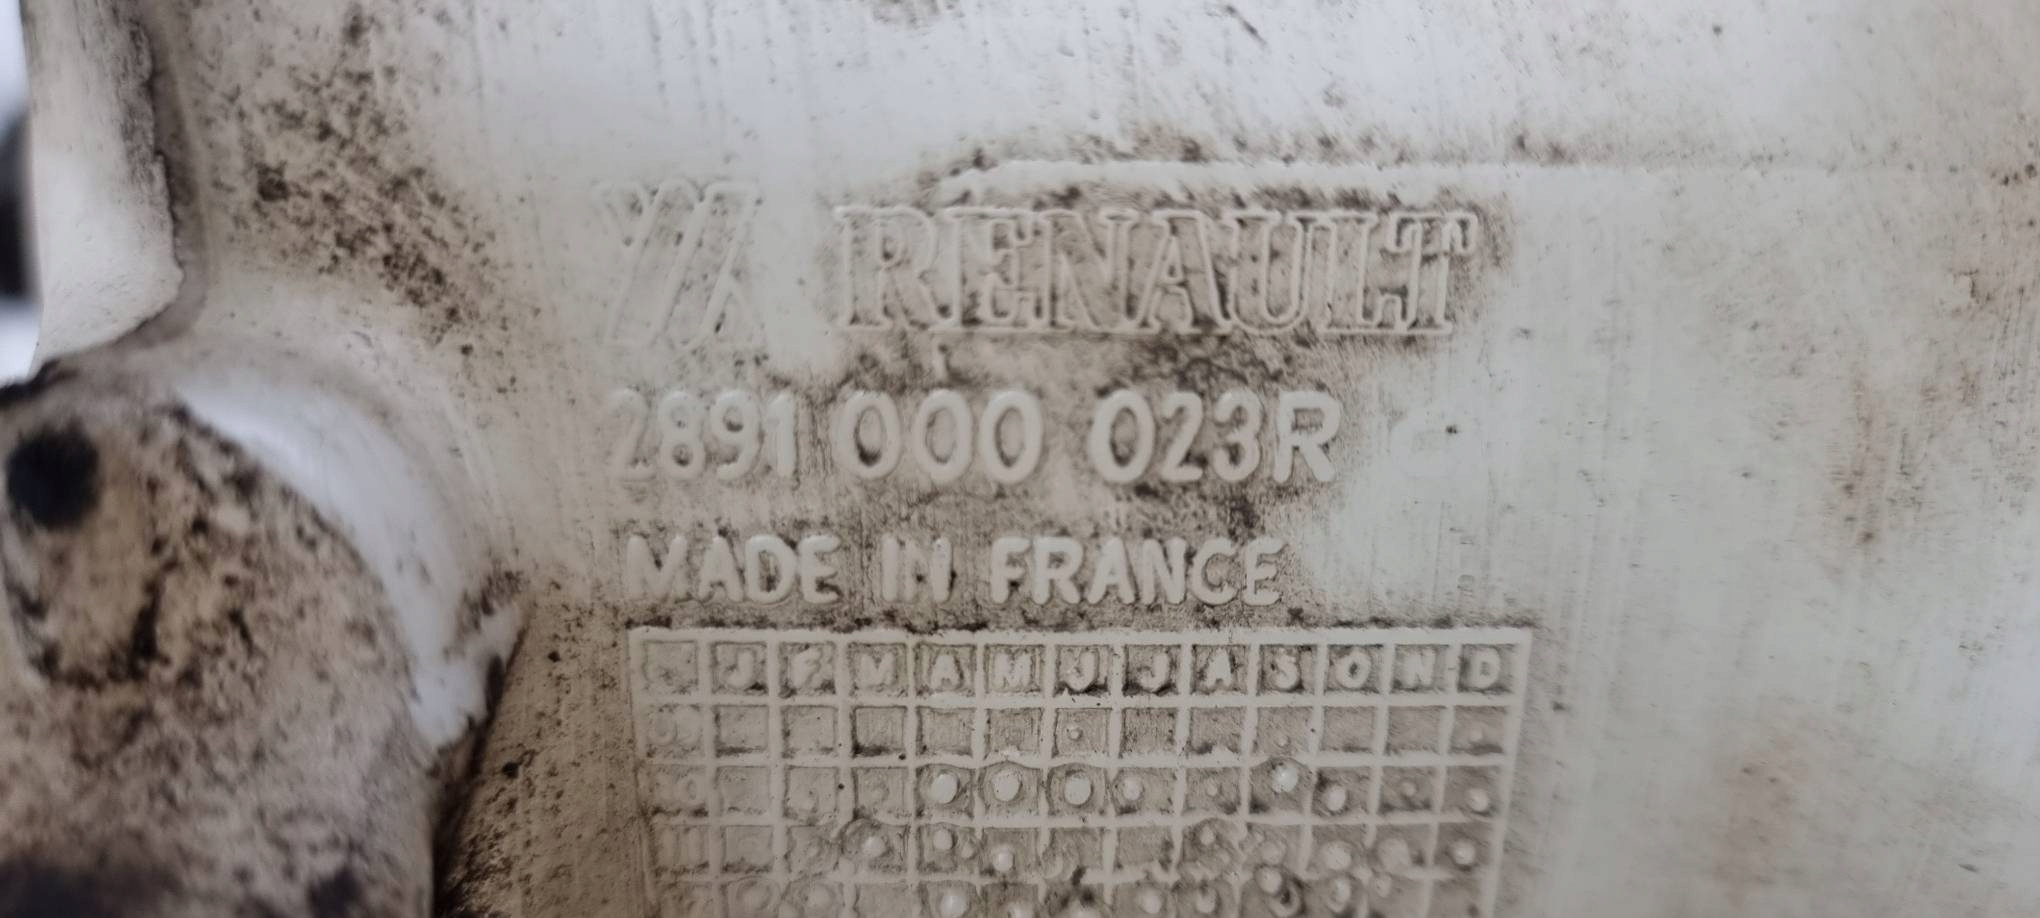 RENAULT
2891 000 023R
MADE IN FRANCE
J F M A M J J A S O N D